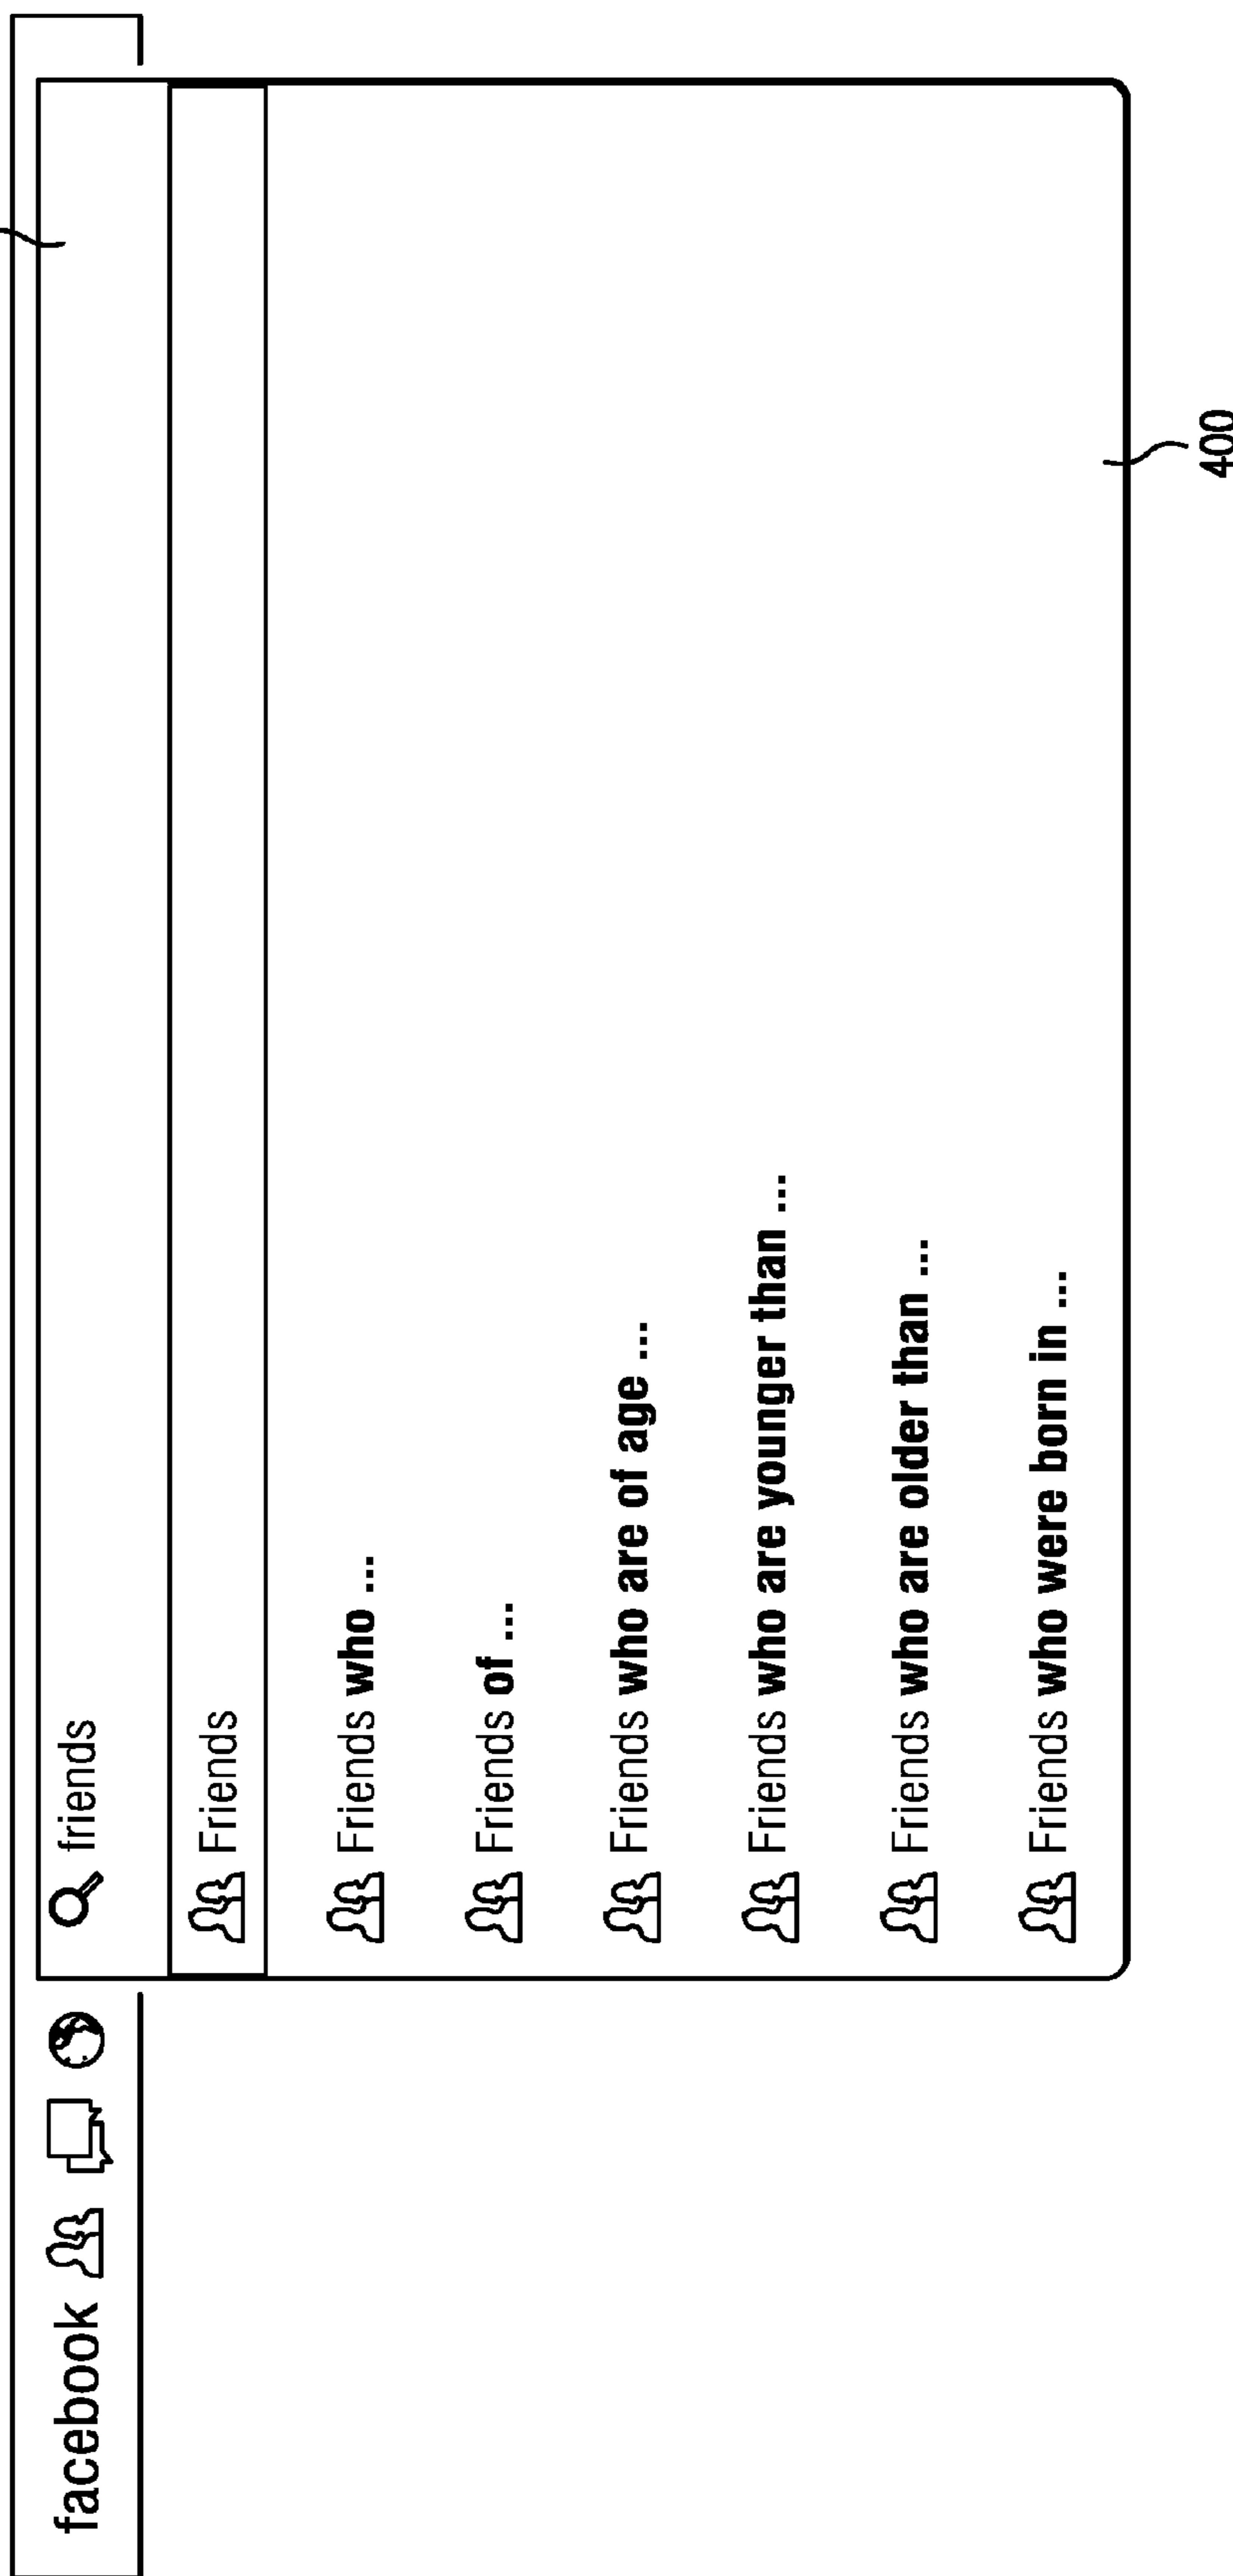 facebook
friends
Friends
Friends who ...
Friends of ...
Friends who are of age ...
Friends who are younger than ...
Friends who are older than ...
Friends who were born in ...
400